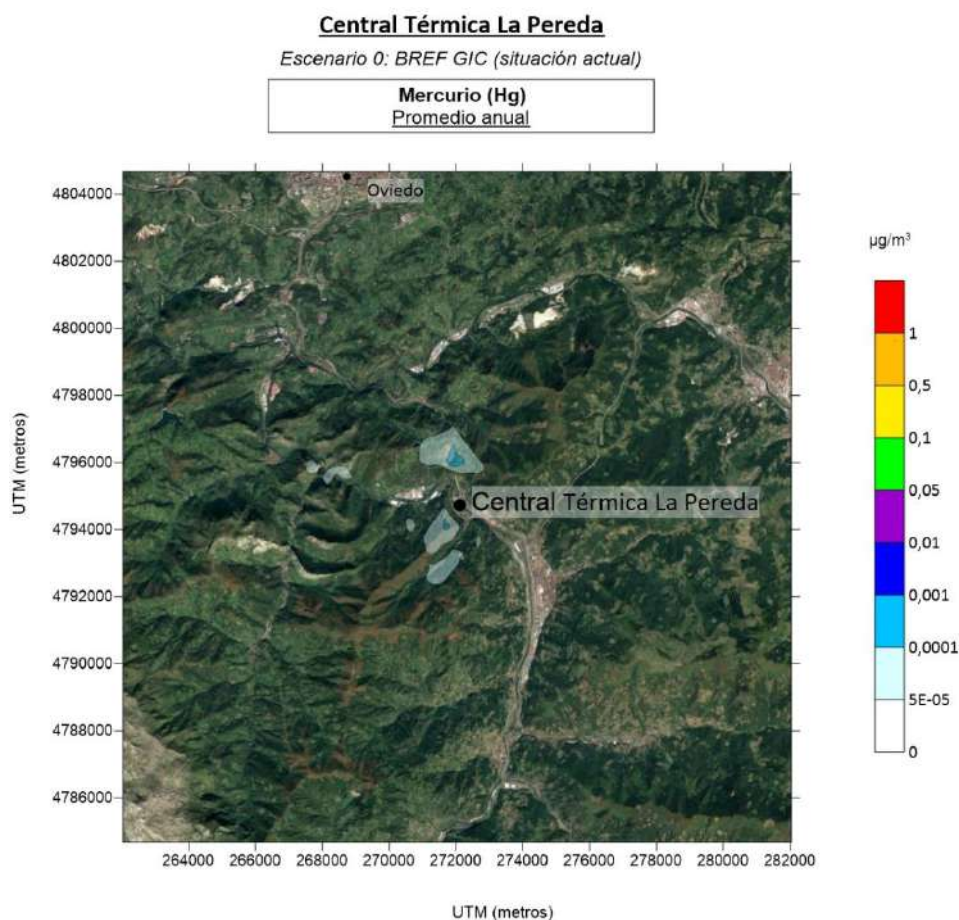 Central Térmica La Pereda
Escenario 0: BREF GIC (situación actual)
Mercurio (Hg)
Promedio anual
4804000
4802000
4800000
4798000
4796000
4794000
4792000
4790000
4788000
4786000
UTM (metros)
Oviedo
Central Térmica La Pereda
264000 266000 268000 270000 272000 274000 276000 278000 280000 282000
UTM (metros)
µg/m³
1
0,5
0,1
0,05
0,01
0,001
0,0001
5E-05
0